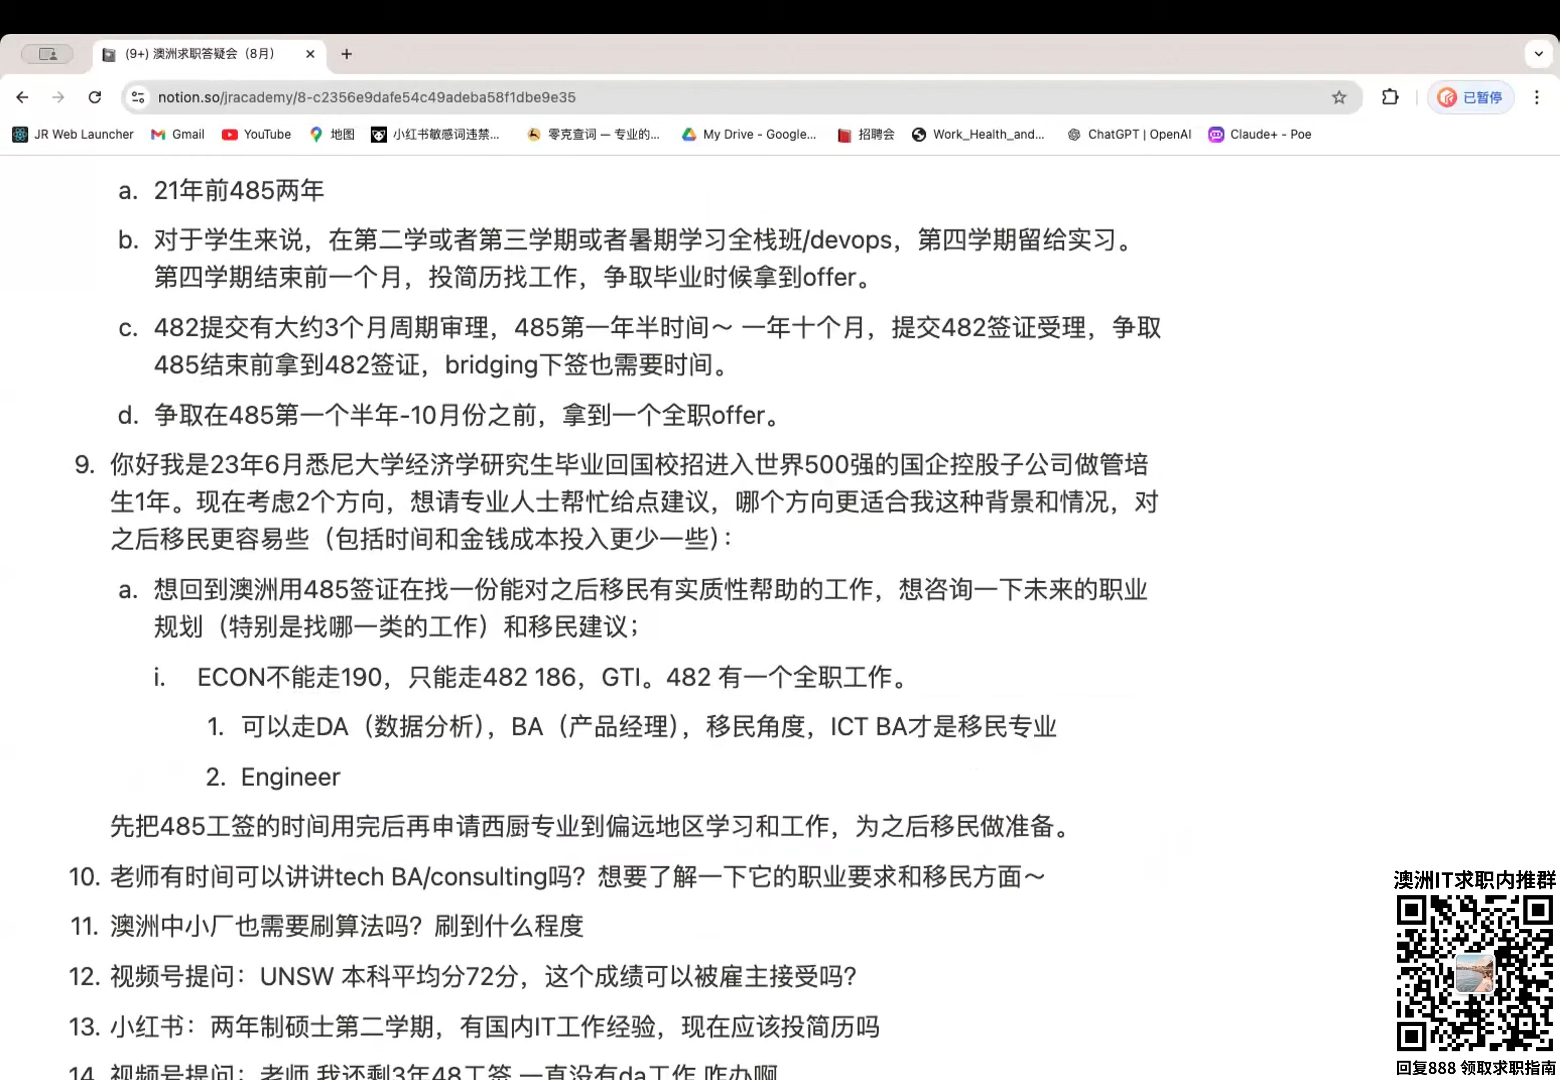 (9+) 澳洲求职答疑会（8月）
notion.so/jracademy/8-c2356e9dafe54c49adeba58f1dbe9e35
已暂停
JR Web Launcher
Gmail
YouTube
地图
小红书敏感词违禁...
零克查词 — 专业的...
My Drive - Google...
招聘会
Work_Health_and...
ChatGPT | OpenAI
Claude+ - Poe
a. 21年前485两年
b. 对于学生来说，在第二学或者第三学期或者暑期学习全栈班/devops，第四学期留给实习。
第四学期结束前一个月，投简历找工作，争取毕业时候拿到offer。
c. 482提交有大约3个月周期审理，485第一年半时间～ 一年十个月，提交482签证受理，争取
485结束前拿到482签证，bridging下签也需要时间。
d. 争取在485第一个半年-10月份之前，拿到一个全职offer。
9. 你好我是23年6月悉尼大学经济学研究生毕业回国校招进入世界500强的国企控股子公司做管培
生1年。现在考虑2个方向，想请专业人士帮忙给点建议，哪个方向更适合我这种背景和情况，对
之后移民更容易些（包括时间和金钱成本投入更少一些）：
a. 想回到澳洲用485签证在找一份能对之后移民有实质性帮助的工作，想咨询一下未来的职业
规划（特别是找哪一类的工作）和移民建议；
i. ECON不能走190，只能走482 186，GTI。482 有一个全职工作。
1. 可以走DA（数据分析），BA（产品经理），移民角度，ICT BA才是移民专业
2. Engineer
先把485工签的时间用完后再申请西厨专业到偏远地区学习和工作，为之后移民做准备。
10. 老师有时间可以讲讲tech BA/consulting吗？想要了解一下它的职业要求和移民方面～
11. 澳洲中小厂也需要刷算法吗？刷到什么程度
12. 视频号提问：UNSW 本科平均分72分，这个成绩可以被雇主接受吗?
13. 小红书：两年制硕士第二学期，有国内IT工作经验，现在应该投简历吗
14. 视频号提问：老师 我还剩3年48工签 一直没有da工作 咋办啊
澳洲IT求职内推群
回复888 领取求职指南